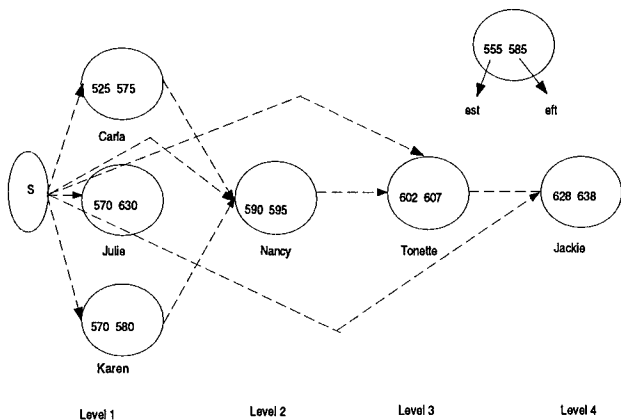 555 585
est eft
525 575
Carla
S
570 630
Julie
590 595
Nancy
602 607
Tonette
628 638
Jackie
570 580
Karen
Level 1 Level 2 Level 3 Level 4